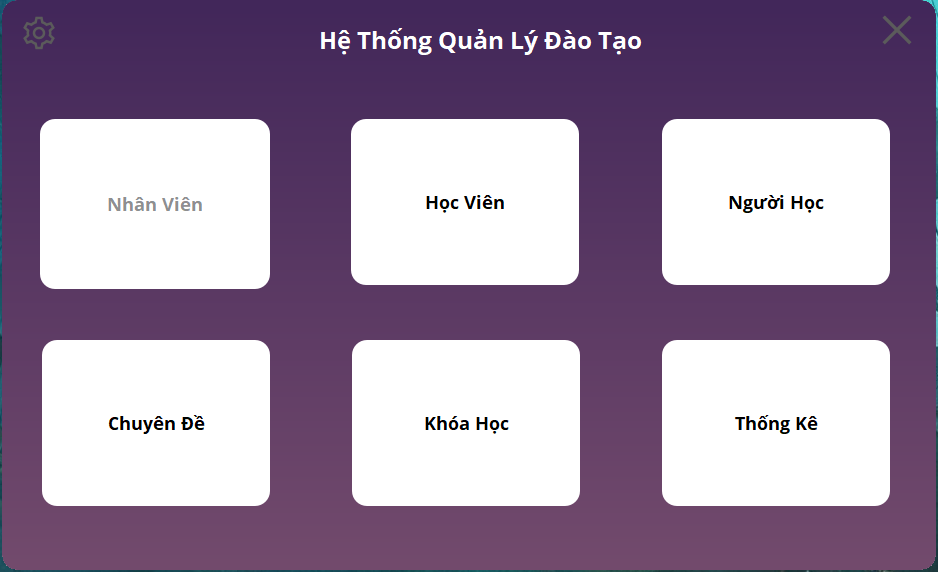 Hệ Thống Quản Lý Đào Tạo
Nhân Viên
Học Viên
Người Học
Chuyên Đề
Khóa Học
Thống Kê